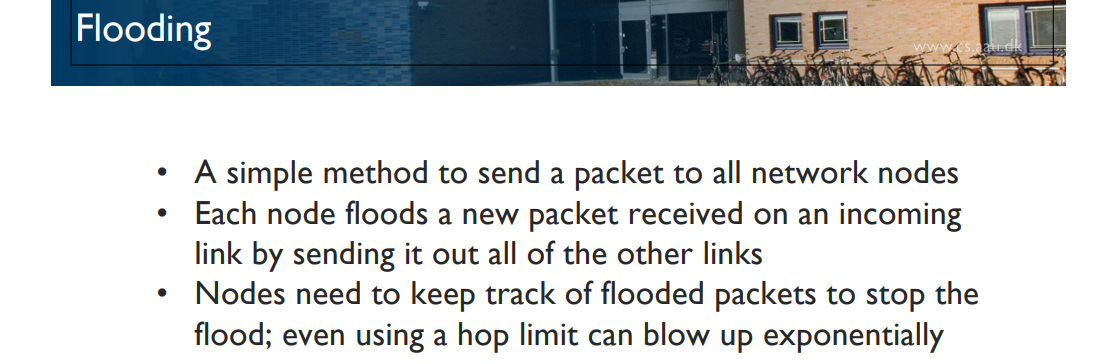 Flooding
www.cs.aau.dk
• A simple method to send a packet to all network nodes
• Each node floods a new packet received on an incoming
link by sending it out all of the other links
• Nodes need to keep track of flooded packets to stop the
flood; even using a hop limit can blow up exponentially